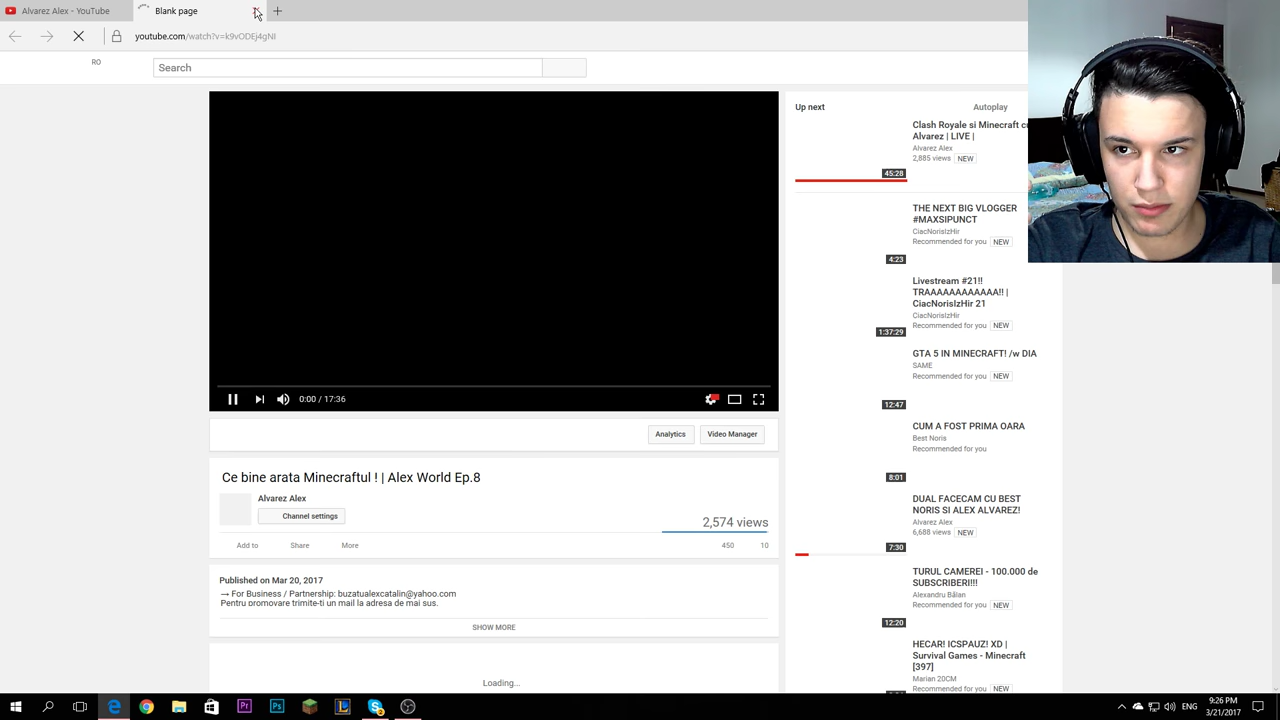 Alvarez Alex - YouTube
Blank page
youtube.com/watch?v=k9vODEj4gNI
RO
Search
0:00 / 17:36
Analytics
Video Manager
Ce bine arata Minecraftul ! | Alex World Ep.8
Alvarez Alex
Channel settings
2,574 views
Add to
Share
More
450
10
Published on Mar 20, 2017
→ For Business / Partnership: buzatualexcatalin@yahoo.com
Pentru promovare trimite-ti un mail la adresa de mai sus.
SHOW MORE
Loading...
Up next
Autoplay
Clash Royale si Minecraft
Alvarez | LIVE |
Alvarez Alex
2,885 views NEW
45:28
THE NEXT BIG VLOGGER
#MAXSIPUNCT
CiacNorisIzHir
Recommended for you NEW
4:23
Livestream #21!!
TRAAAAAAAAAAA!! |
CiacNorisIzHir 21
CiacNorisIzHir
Recommended for you NEW
1:37:29
GTA 5 IN MINECRAFT! /w DIA
SAME
Recommended for you NEW
12:47
CUM A FOST PRIMA OARA
Best Noris
Recommended for you
8:01
DUAL FACECAM CU BEST
NORIS SI ALEX ALVAREZ!
Alvarez Alex
6,688 views NEW
7:30
TURUL CAMEREI - 100.000 de
SUBSCRIBERI!!!
Alexandru Bălan
Recommended for you NEW
12:20
HECAR! ICSPAUZ! XD |
Survival Games - Minecraft
[397]
Marian 20CM
Recommended for you NEW
ENG
9:26 PM
3/21/2017